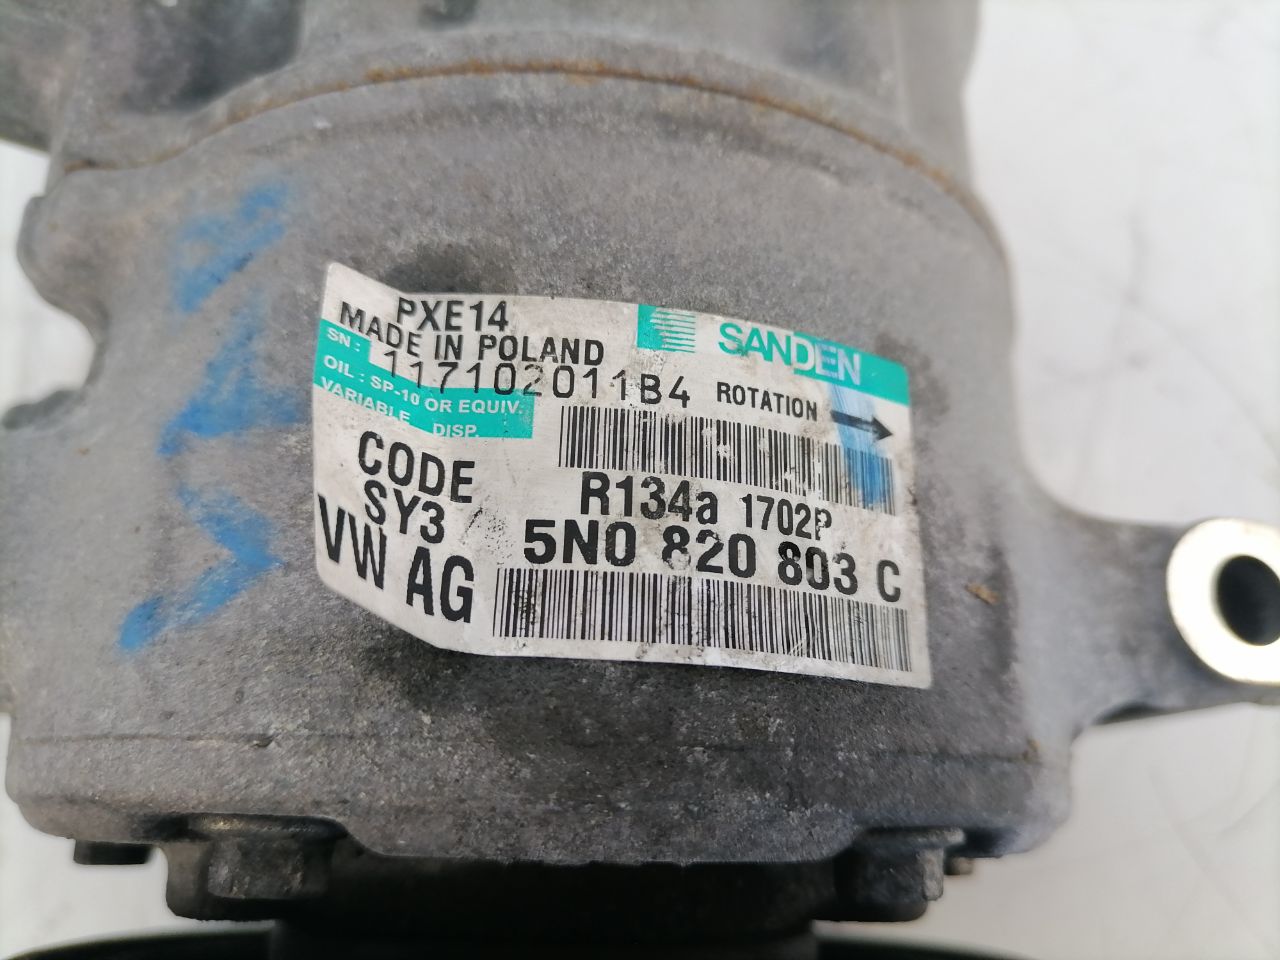 PXE14
MADE IN POLAND
SANDEN
SN: 117102011B4
ROTATION
OIL: SP-10 OR EQUIV.
VARIABLE DISP.
CODE
SY3
R134a 1702P
VW AG
5N0 820 803 C